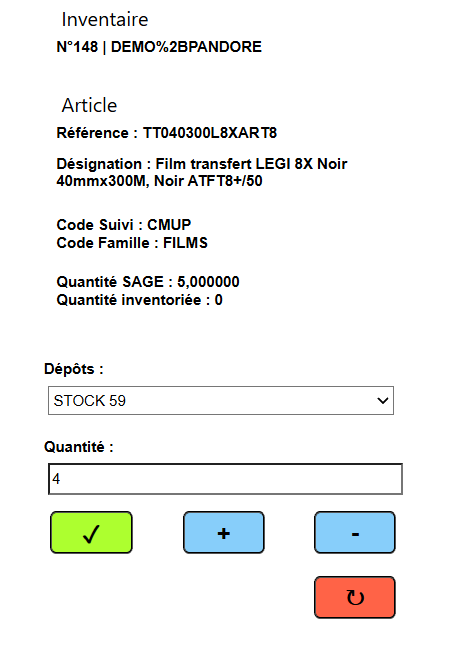 Inventaire
N°148 | DEMO%2BPANDORE
Article
Référence : TT040300L8XART8
Désignation : Film transfert LEGI 8X Noir
40mmx300M, Noir ATFT8+/50
Code Suivi : CMUP
Code Famille : FILMS
Quantité SAGE : 5,000000
Quantité inventoriée : 0
Dépôts :
STOCK 59
Quantité :
4
✓ + -
↻